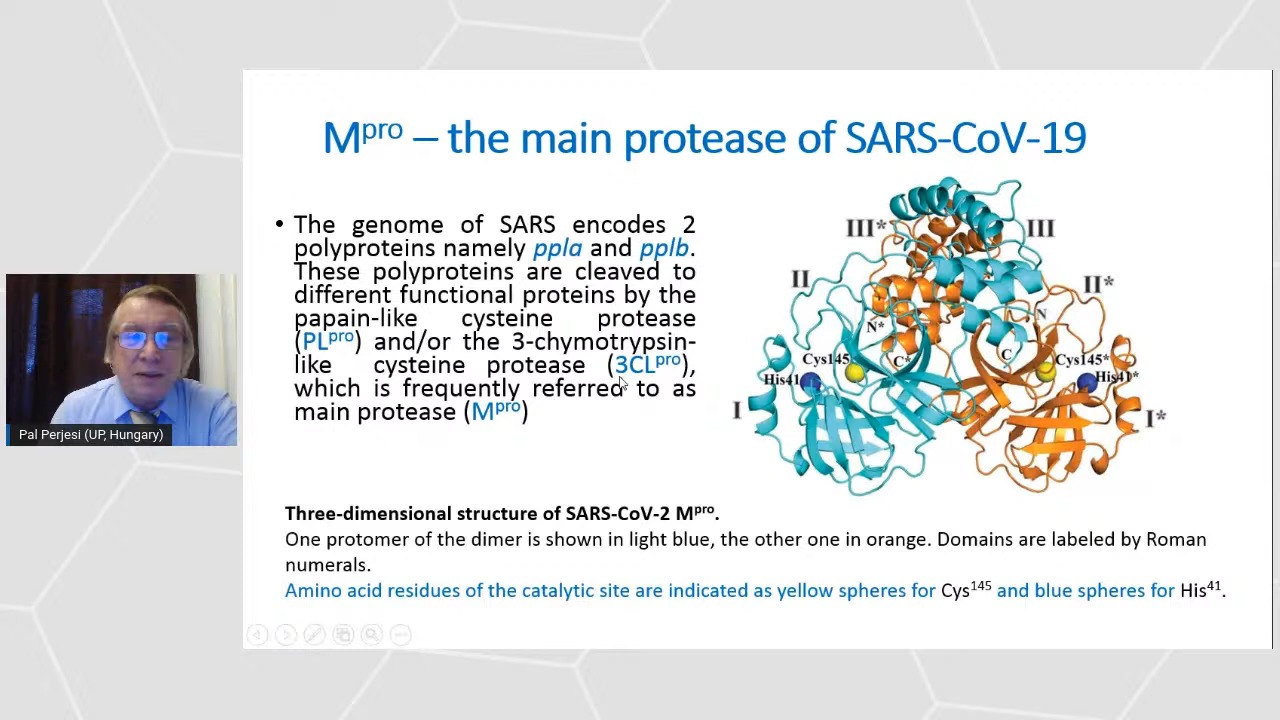 Mpro – the main protease of SARS-CoV-19
• The genome of SARS encodes 2
polyproteins namely ppla and pplb.
These polyproteins are cleaved to
different functional proteins by the
papain-like cysteine protease
(PLpro) and/or the 3-chymotrypsin-
like cysteine protease (3CLpro),
which is frequently referred to as
main protease (Mpro)
III*
III
II
II*
N
N*
C*
C
Cys145
Cys145*
His41
His41*
I
I*
Pal Perjesi (UP, Hungary)
Three-dimensional structure of SARS-CoV-2 Mpro.
One protomer of the dimer is shown in light blue, the other one in orange. Domains are labeled by Roman
numerals.
Amino acid residues of the catalytic site are indicated as yellow spheres for Cys145 and blue spheres for His41.